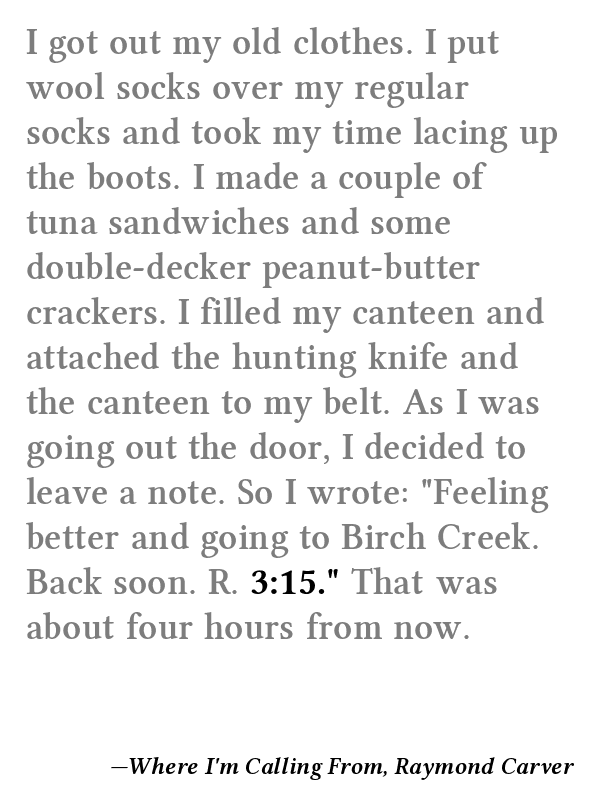 I got out my old clothes. I put
wool socks over my regular
socks and took my time lacing up
the boots. I made a couple of
tuna sandwiches and some
double-decker peanut-butter
crackers. I filled my canteen and
attached the hunting knife and
the canteen to my belt. As I was
going out the door, I decided to
leave a note. So I wrote: "Feeling
better and going to Birch Creek.
Back soon. R. 3:15." That was
about four hours from now.
—Where I'm Calling From, Raymond Carver